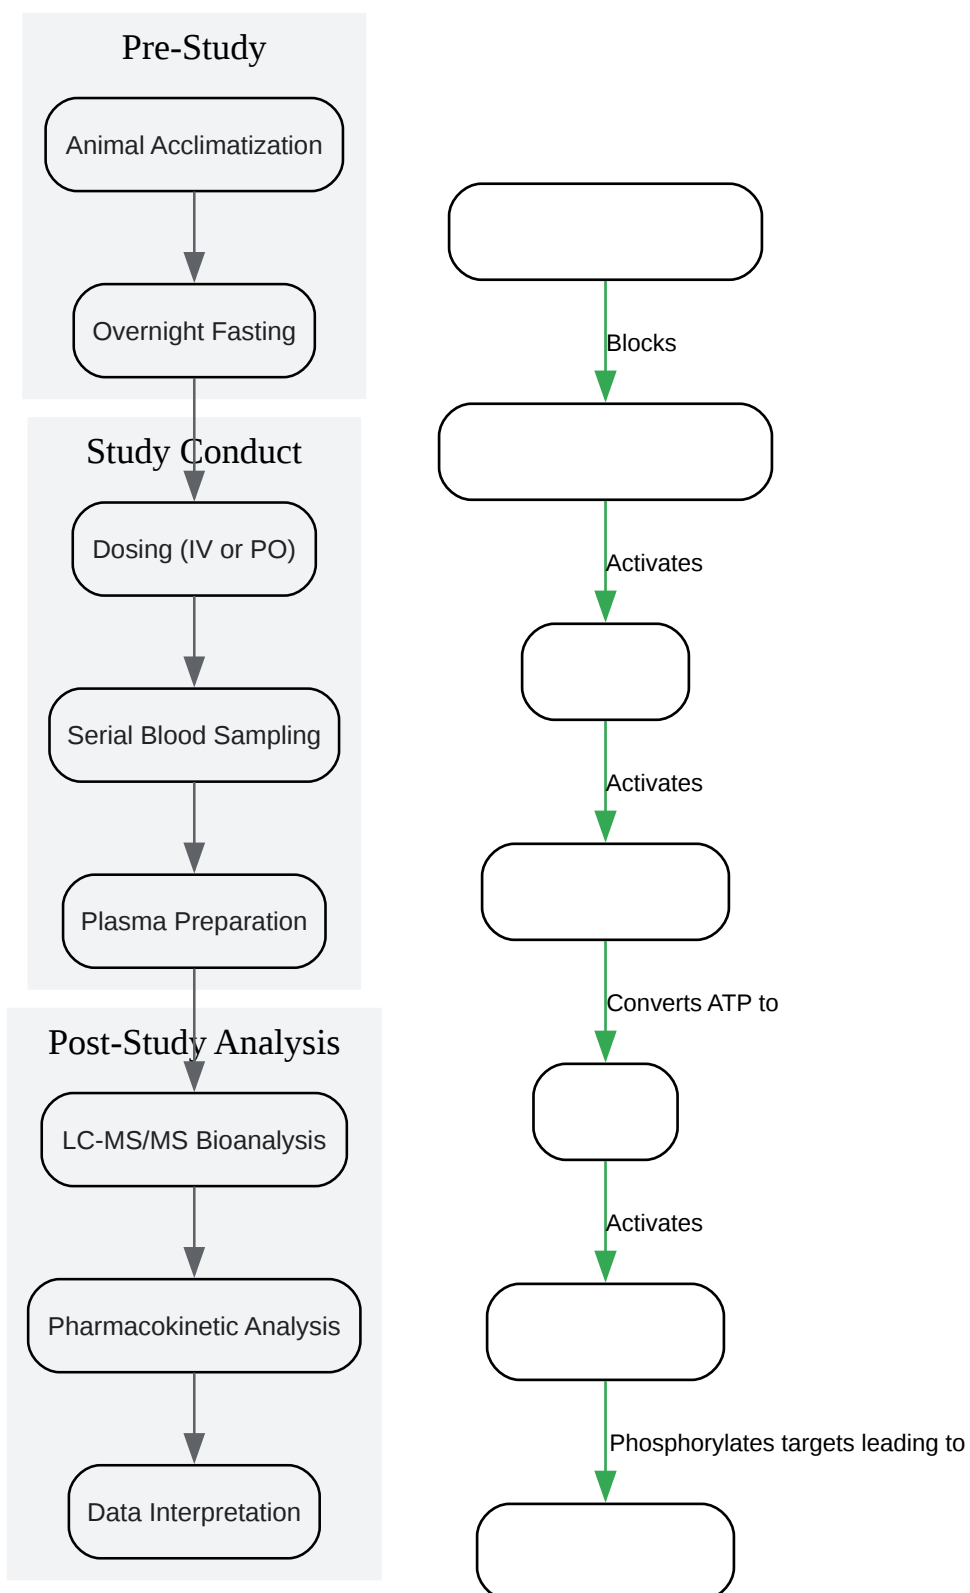 Pre-Study
Animal Acclimatization
Overnight Fasting
Study Conduct
Dosing (IV or PO)
Serial Blood Sampling
Plasma Preparation
Post-Study Analysis
LC-MS/MS Bioanalysis
Pharmacokinetic Analysis
Data Interpretation
Blocks
Activates
Activates
Converts ATP to
Activates
Phosphorylates targets leading to